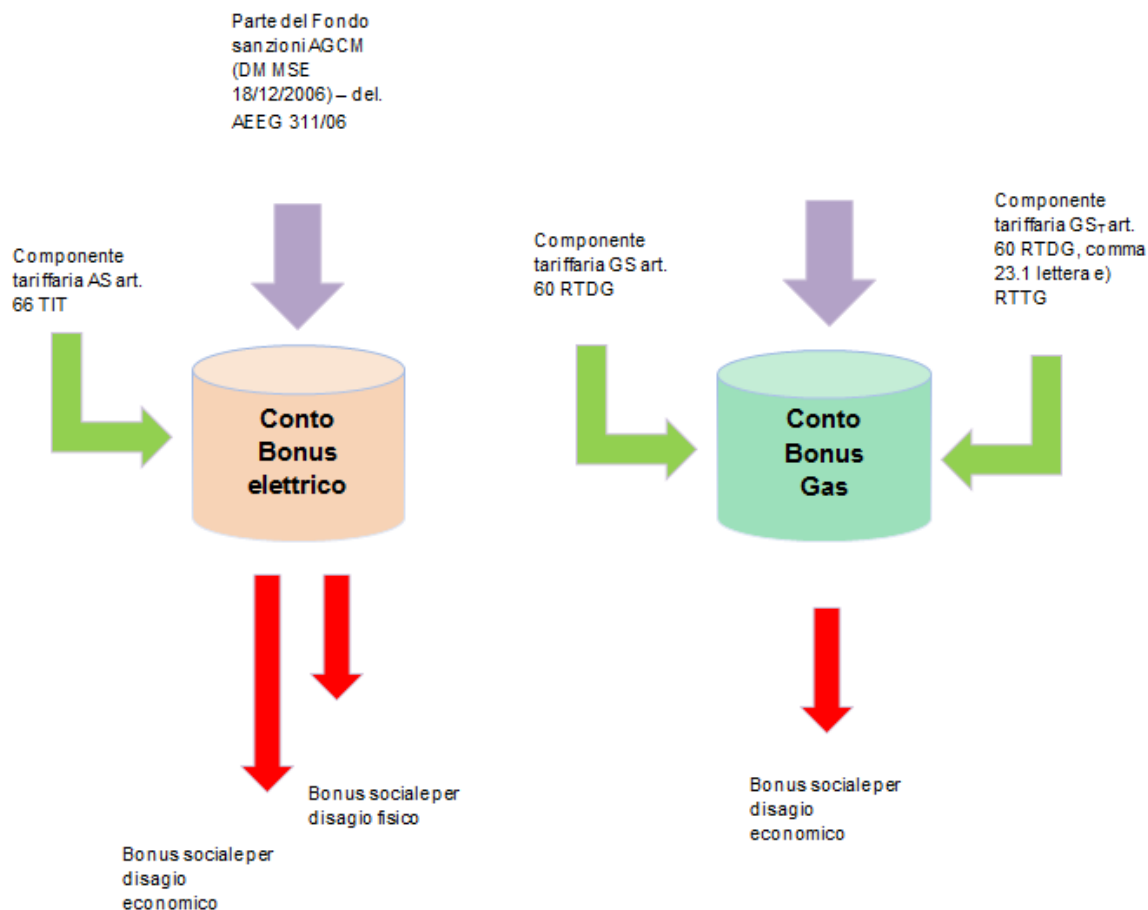 Parte del Fondo
sanzioni AGCM
(DM MSE
18/12/2006) – del.
AEEG 311/06
Componente
tariffaria AS art.
66 TIT
Componente
tariffaria GS art.
60 RTDG
Componente
tariffaria GST art.
60 RTDG, comma
23.1 lettera e)
RTTG
Conto
Bonus
elettrico
Conto
Bonus
Gas
Bonus sociale per
disagio fisico
Bonus sociale per
disagio
economico
Bonus sociale per
disagio
economico